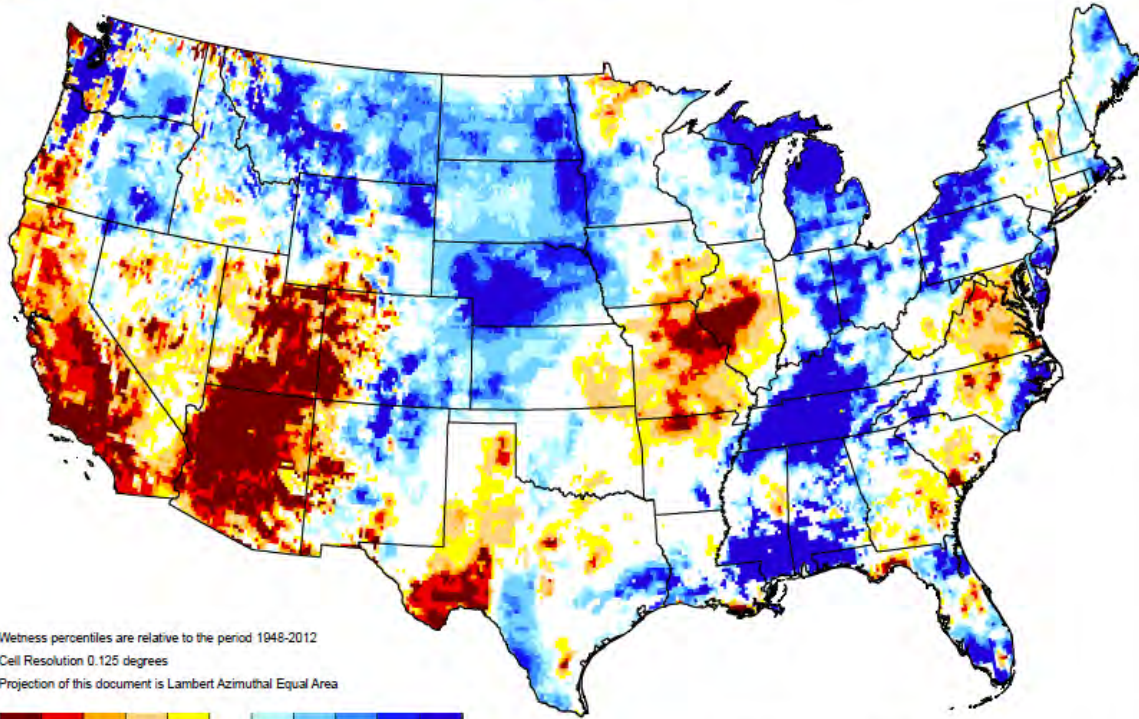 Wetness percentiles are relative to the period 1948-2012
Cell Resolution 0.125 degrees
Projection of this document is Lambert Azimuthal Equal Area